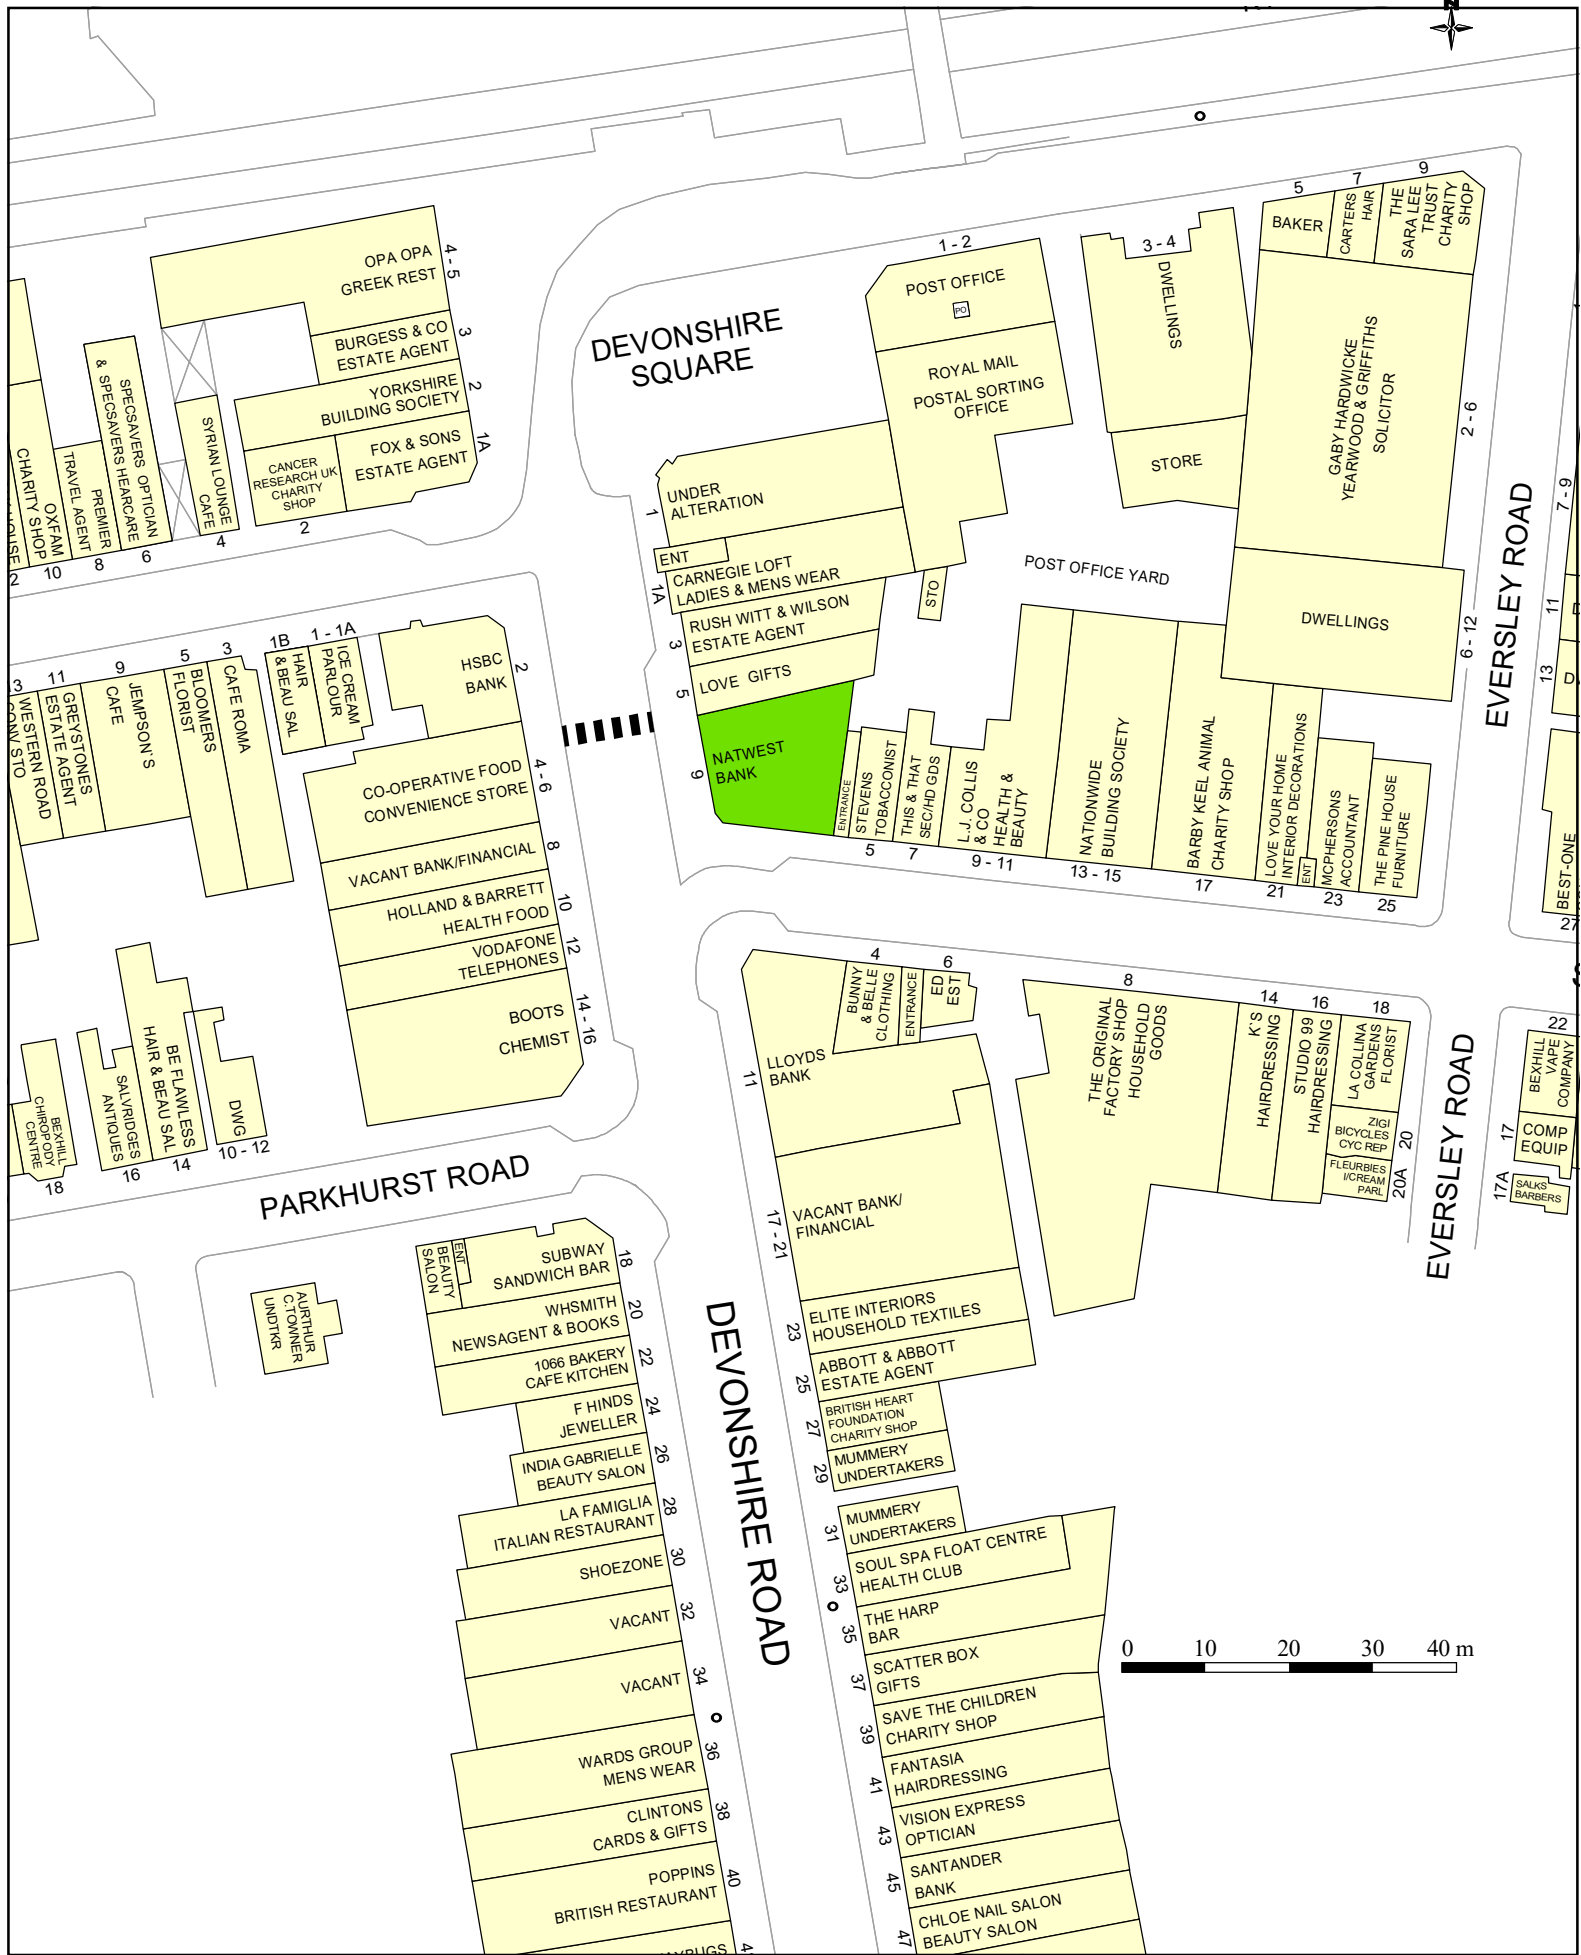 N
OPA OPA
GREEK REST
4 - 5
BURGESS & CO
ESTATE AGENT
3
YORKSHIRE
BUILDING SOCIETY
2
FOX & SONS
ESTATE AGENT
1A
CANCER
RESEARCH UK
CHARITY
SHOP
2
SYRIAN LOUNGE
CAFE
4
SPECSAVERS OPTICIAN
& SPECSAVERS HEARCARE
6
PREMIER
TRAVEL AGENT
8
OXFAM
CHARITY SHOP
10
DEVONSHIRE
SQUARE
1 - 2
POST OFFICE
PO
ROYAL MAIL
POSTAL SORTING
OFFICE
3 - 4
DWELLINGS
STORE
5
BAKER
7
CARTERS
HAIR
9
THE
SARA LEE
TRUST
CHARITY
SHOP
GABY HARDWICKE
YEARWOOD & GRIFFITHS
SOLICITOR
2 - 6
DWELLINGS
6 - 12
EVERSLEY ROAD
7 - 9
11
13
UNDER
ALTERATION
1
ENT
CARNEGIE LOFT
LADIES & MENS WEAR
1A
RUSH WITT & WILSON
ESTATE AGENT
3
LOVE GIFTS
5
NATWEST
BANK
9
STO
POST OFFICE YARD
ENTRANCE
STEVENS
TOBACCONIST
5
THIS & THAT
SEC/HD GDS
7
L.J. COLLIS
& CO
HEALTH &
BEAUTY
9 - 11
NATIONWIDE
BUILDING SOCIETY
13 - 15
BARBY KEEL ANIMAL
CHARITY SHOP
17
LOVE YOUR HOME
INTERIOR DECORATIONS
21
ENT
MCPHERSONS
ACCOUNTANT
23
THE PINE HOUSE
FURNITURE
25
BEST-ONE
27
13
WESTERN ROAD
CONV STO
11
GREYSTONES
ESTATE AGENT
9
JEMPSON'S
CAFE
5
BLOOMERS
FLORIST
3
CAFE ROMA
1B
HAIR
& BEAU SAL
1 - 1A
ICE CREAM
PARLOUR
HSBC
BANK
2
CO-OPERATIVE FOOD
CONVENIENCE STORE
4 - 6
VACANT BANK/FINANCIAL
8
HOLLAND & BARRETT
HEALTH FOOD
10
VODAFONE
TELEPHONES
12
BOOTS
CHEMIST
14 - 16
BEXHILL
CHIROPODY
CENTRE
18
SALVRIDGES
ANTIQUES
16
BE FLAWLESS
HAIR & BEAU SAL
14
DWG
10 - 12
PARKHURST ROAD
LLOYDS
BANK
11
4
BUNNY
& BELLE
CLOTHING
ENTRANCE
6
ED
EST
8
THE ORIGINAL
FACTORY SHOP
HOUSEHOLD
GOODS
14
K'S
HAIRDRESSING
16
STUDIO 99
HAIRDRESSING
18
LA COLLINA
GARDENS
FLORIST
ZIGI
BICYCLES
CYC REP
20
FLEURBIES
I/CREAM
PARL
20A
EVERSLEY ROAD
22
BEXHILL
VAPE
COMPANY
17
COMP
EQUIP
17A
SALKS
BARBERS
VACANT BANK/
FINANCIAL
17 - 21
ELITE INTERIORS
HOUSEHOLD TEXTILES
23
ABBOTT & ABBOTT
ESTATE AGENT
25
BRITISH HEART
FOUNDATION
CHARITY SHOP
27
MUMMERY
UNDERTAKERS
29
MUMMERY
UNDERTAKERS
31
SOUL SPA FLOAT CENTRE
HEALTH CLUB
33
THE HARP
BAR
35
SCATTER BOX
GIFTS
37
SAVE THE CHILDREN
CHARITY SHOP
39
FANTASIA
HAIRDRESSING
41
VISION EXPRESS
OPTICIAN
43
SANTANDER
BANK
45
CHLOE NAIL SALON
BEAUTY SALON
47
DEVONSHIRE ROAD
AURTHUR
C.TOWNER
UNDTKR
BEAUTY
SALON
ENT
SUBWAY
SANDWICH BAR
18
WHSMITH
NEWSAGENT & BOOKS
20
1066 BAKERY
CAFE KITCHEN
22
F HINDS
JEWELLER
24
INDIA GABRIELLE
BEAUTY SALON
26
LA FAMIGLIA
ITALIAN RESTAURANT
28
SHOEZONE
30
VACANT
32
VACANT
34
WARDS GROUP
MENS WEAR
36
CLINTONS
CARDS & GIFTS
38
POPPINS
BRITISH RESTAURANT
40
0 10 20 30 40 m